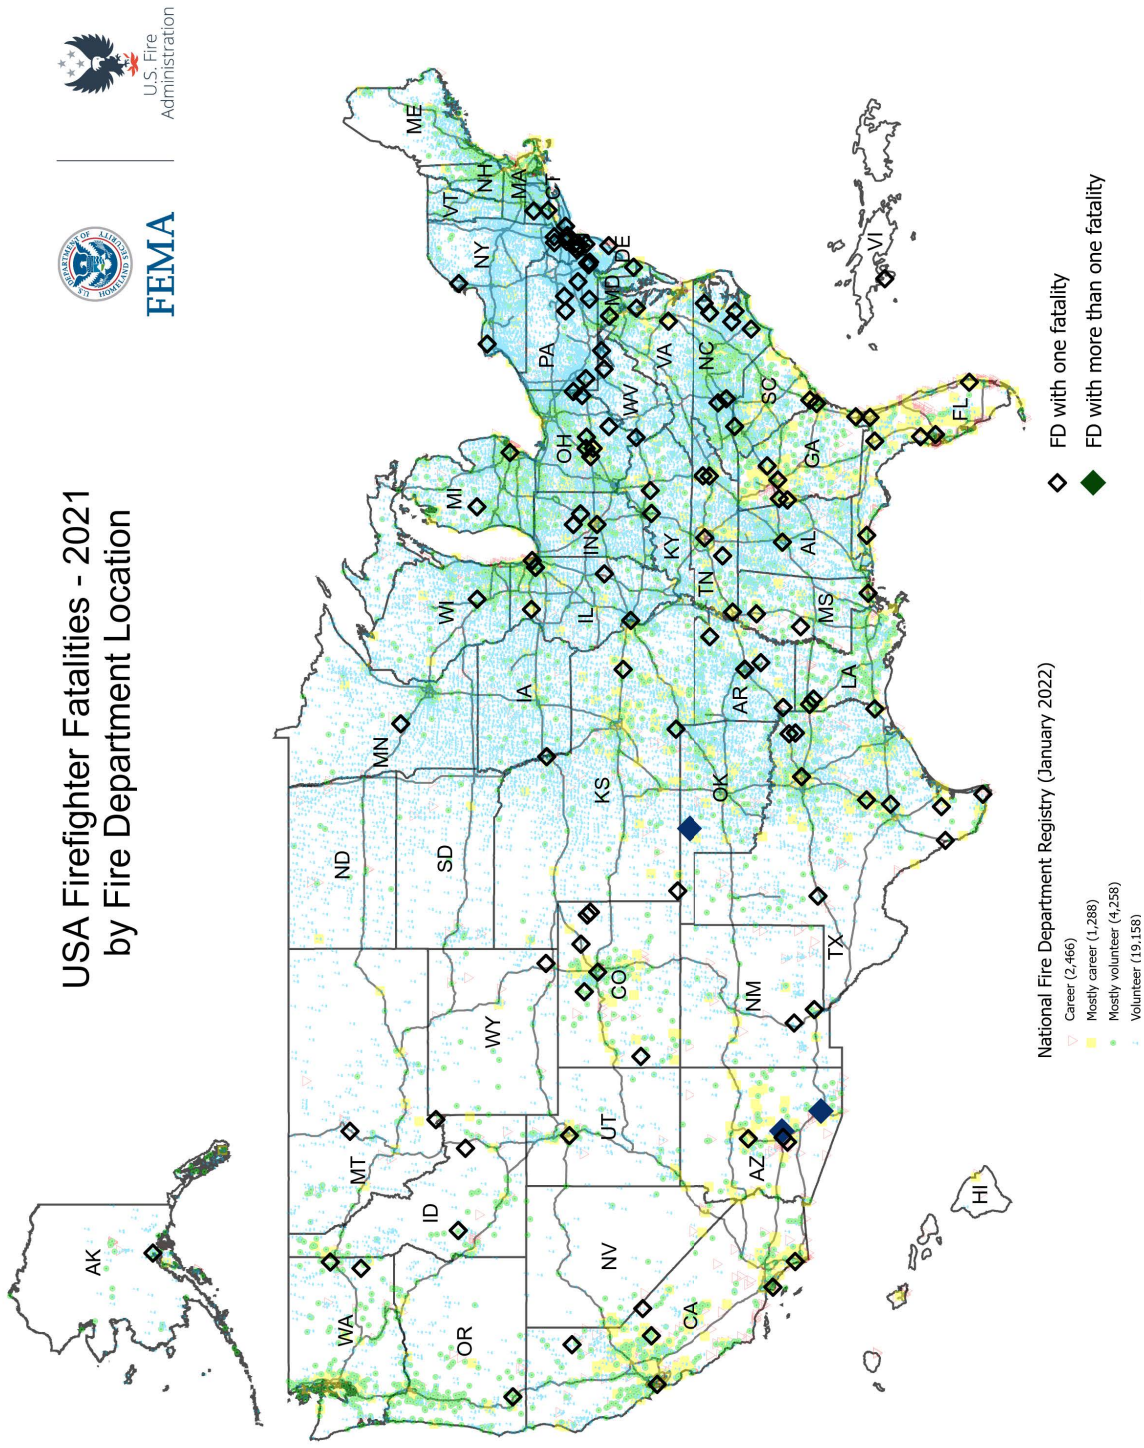 USA Firefighter Fatalities - 2021
by Fire Department Location
U.S. DEPARTMENT OF
HOMELAND SECURITY
FEMA
U.S. Fire
Administration
AK
WA
OR
CA
NV
ID
MT
UT
AZ
WY
CO
NM
ND
SD
KS
OK
TX
MN
IA
AR
LA
WI
IL
MS
MI
IN
KY
TN
AL
OH
WV
GA
PA
VA
NC
SC
FL
NY
MD
DE
VT
NH
MA
CT
ME
HI
VI
National Fire Department Registry (January 2022)
Career (2,466)
Mostly career (1,288)
Mostly volunteer (4,258)
Volunteer (19,158)
FD with one fatality
FD with more than one fatality